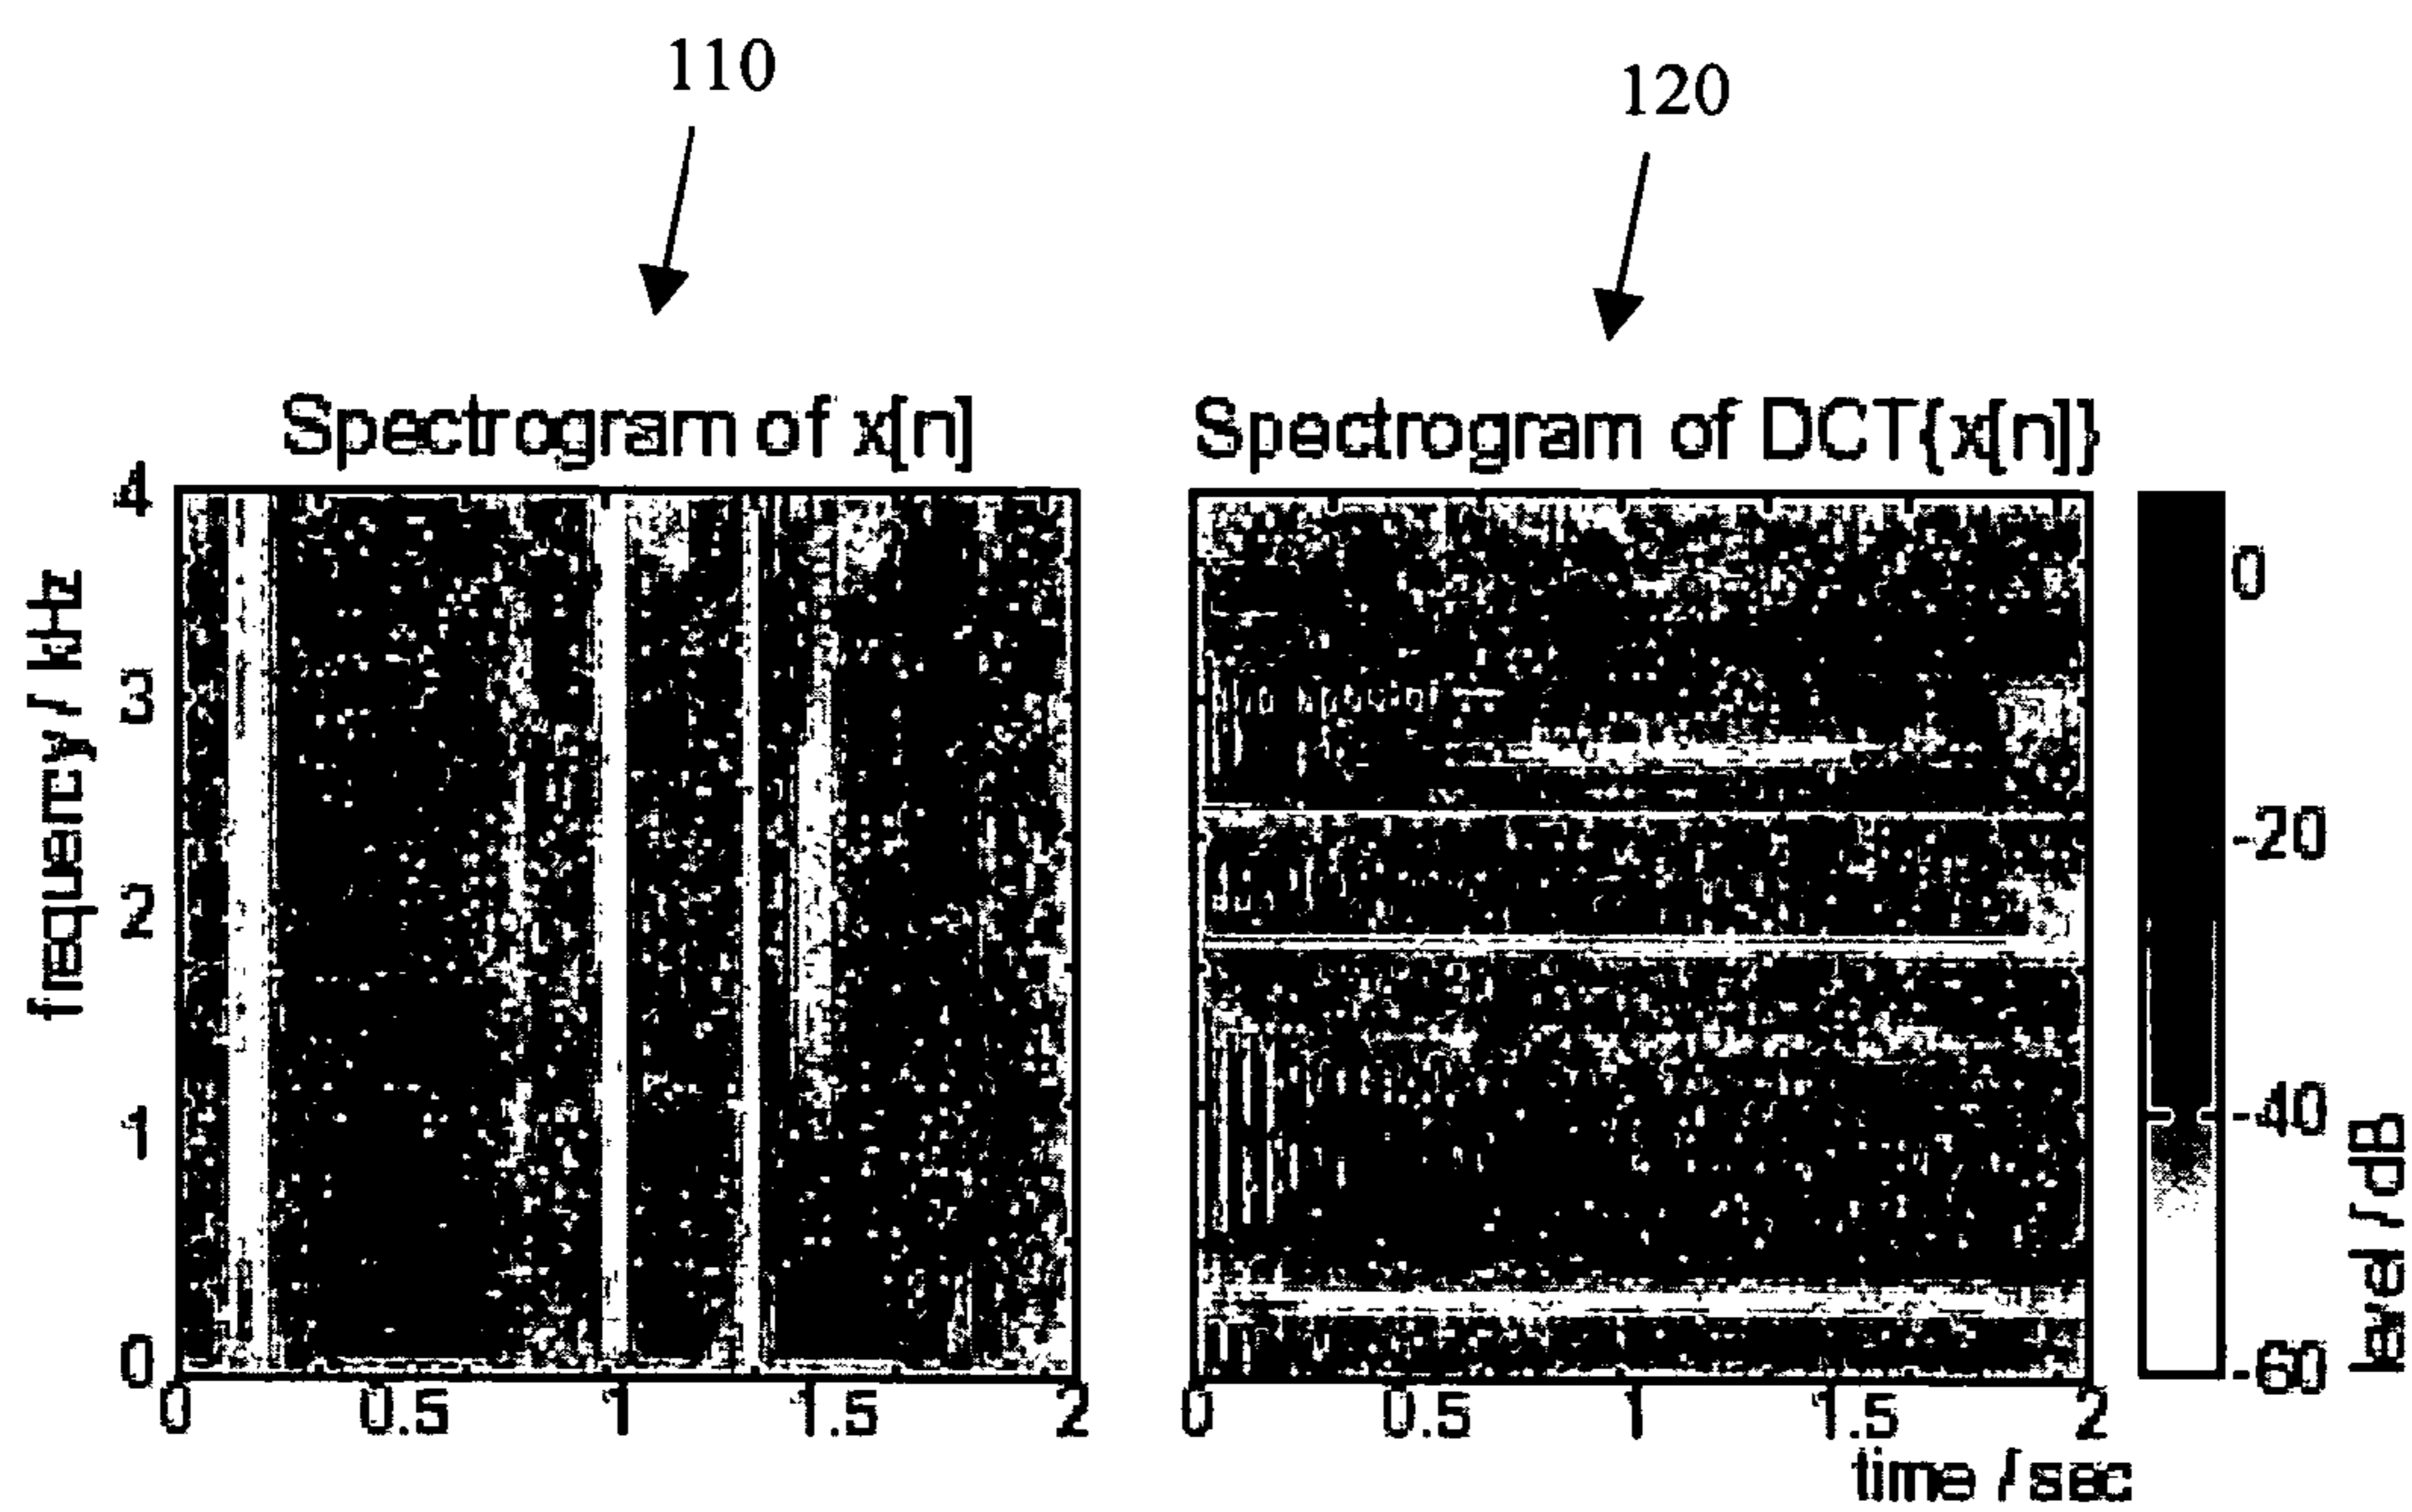 110
120
Spectrogram of x[n]
Spectrogram of DCT{x[n]}
frequency / kHz
4
3
2
1
0
0 0.5 1 1.5 2
0 0.5 1 1.5 2
time / sec
0
-20
-40
-60
level / dB